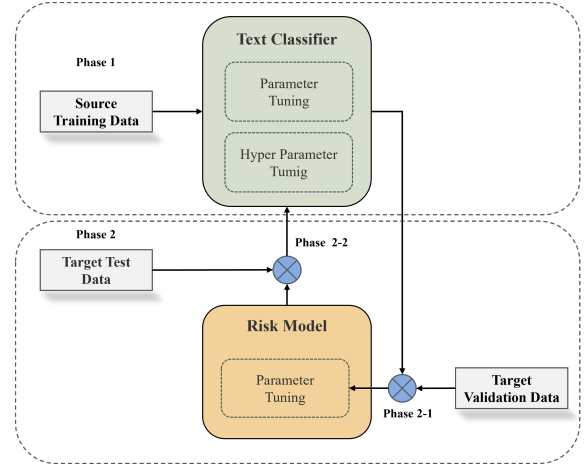 Text Classifier
Phase 1
Source
Training Data
Parameter
Tuning
Hyper Parameter
Tumig
Phase 2
Phase 2-2
Target Test
Data
Risk Model
Parameter
Tuning
Target
Validation Data
Phase 2-1